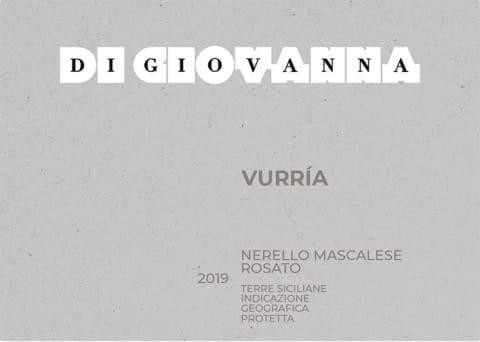 DI GIOVANNA
VURRÍA
2019
NERELLO MASCALESE
ROSATO
TERRE SICILIANE
INDICAZIONE
GEOGRAFICA
PROTETTA